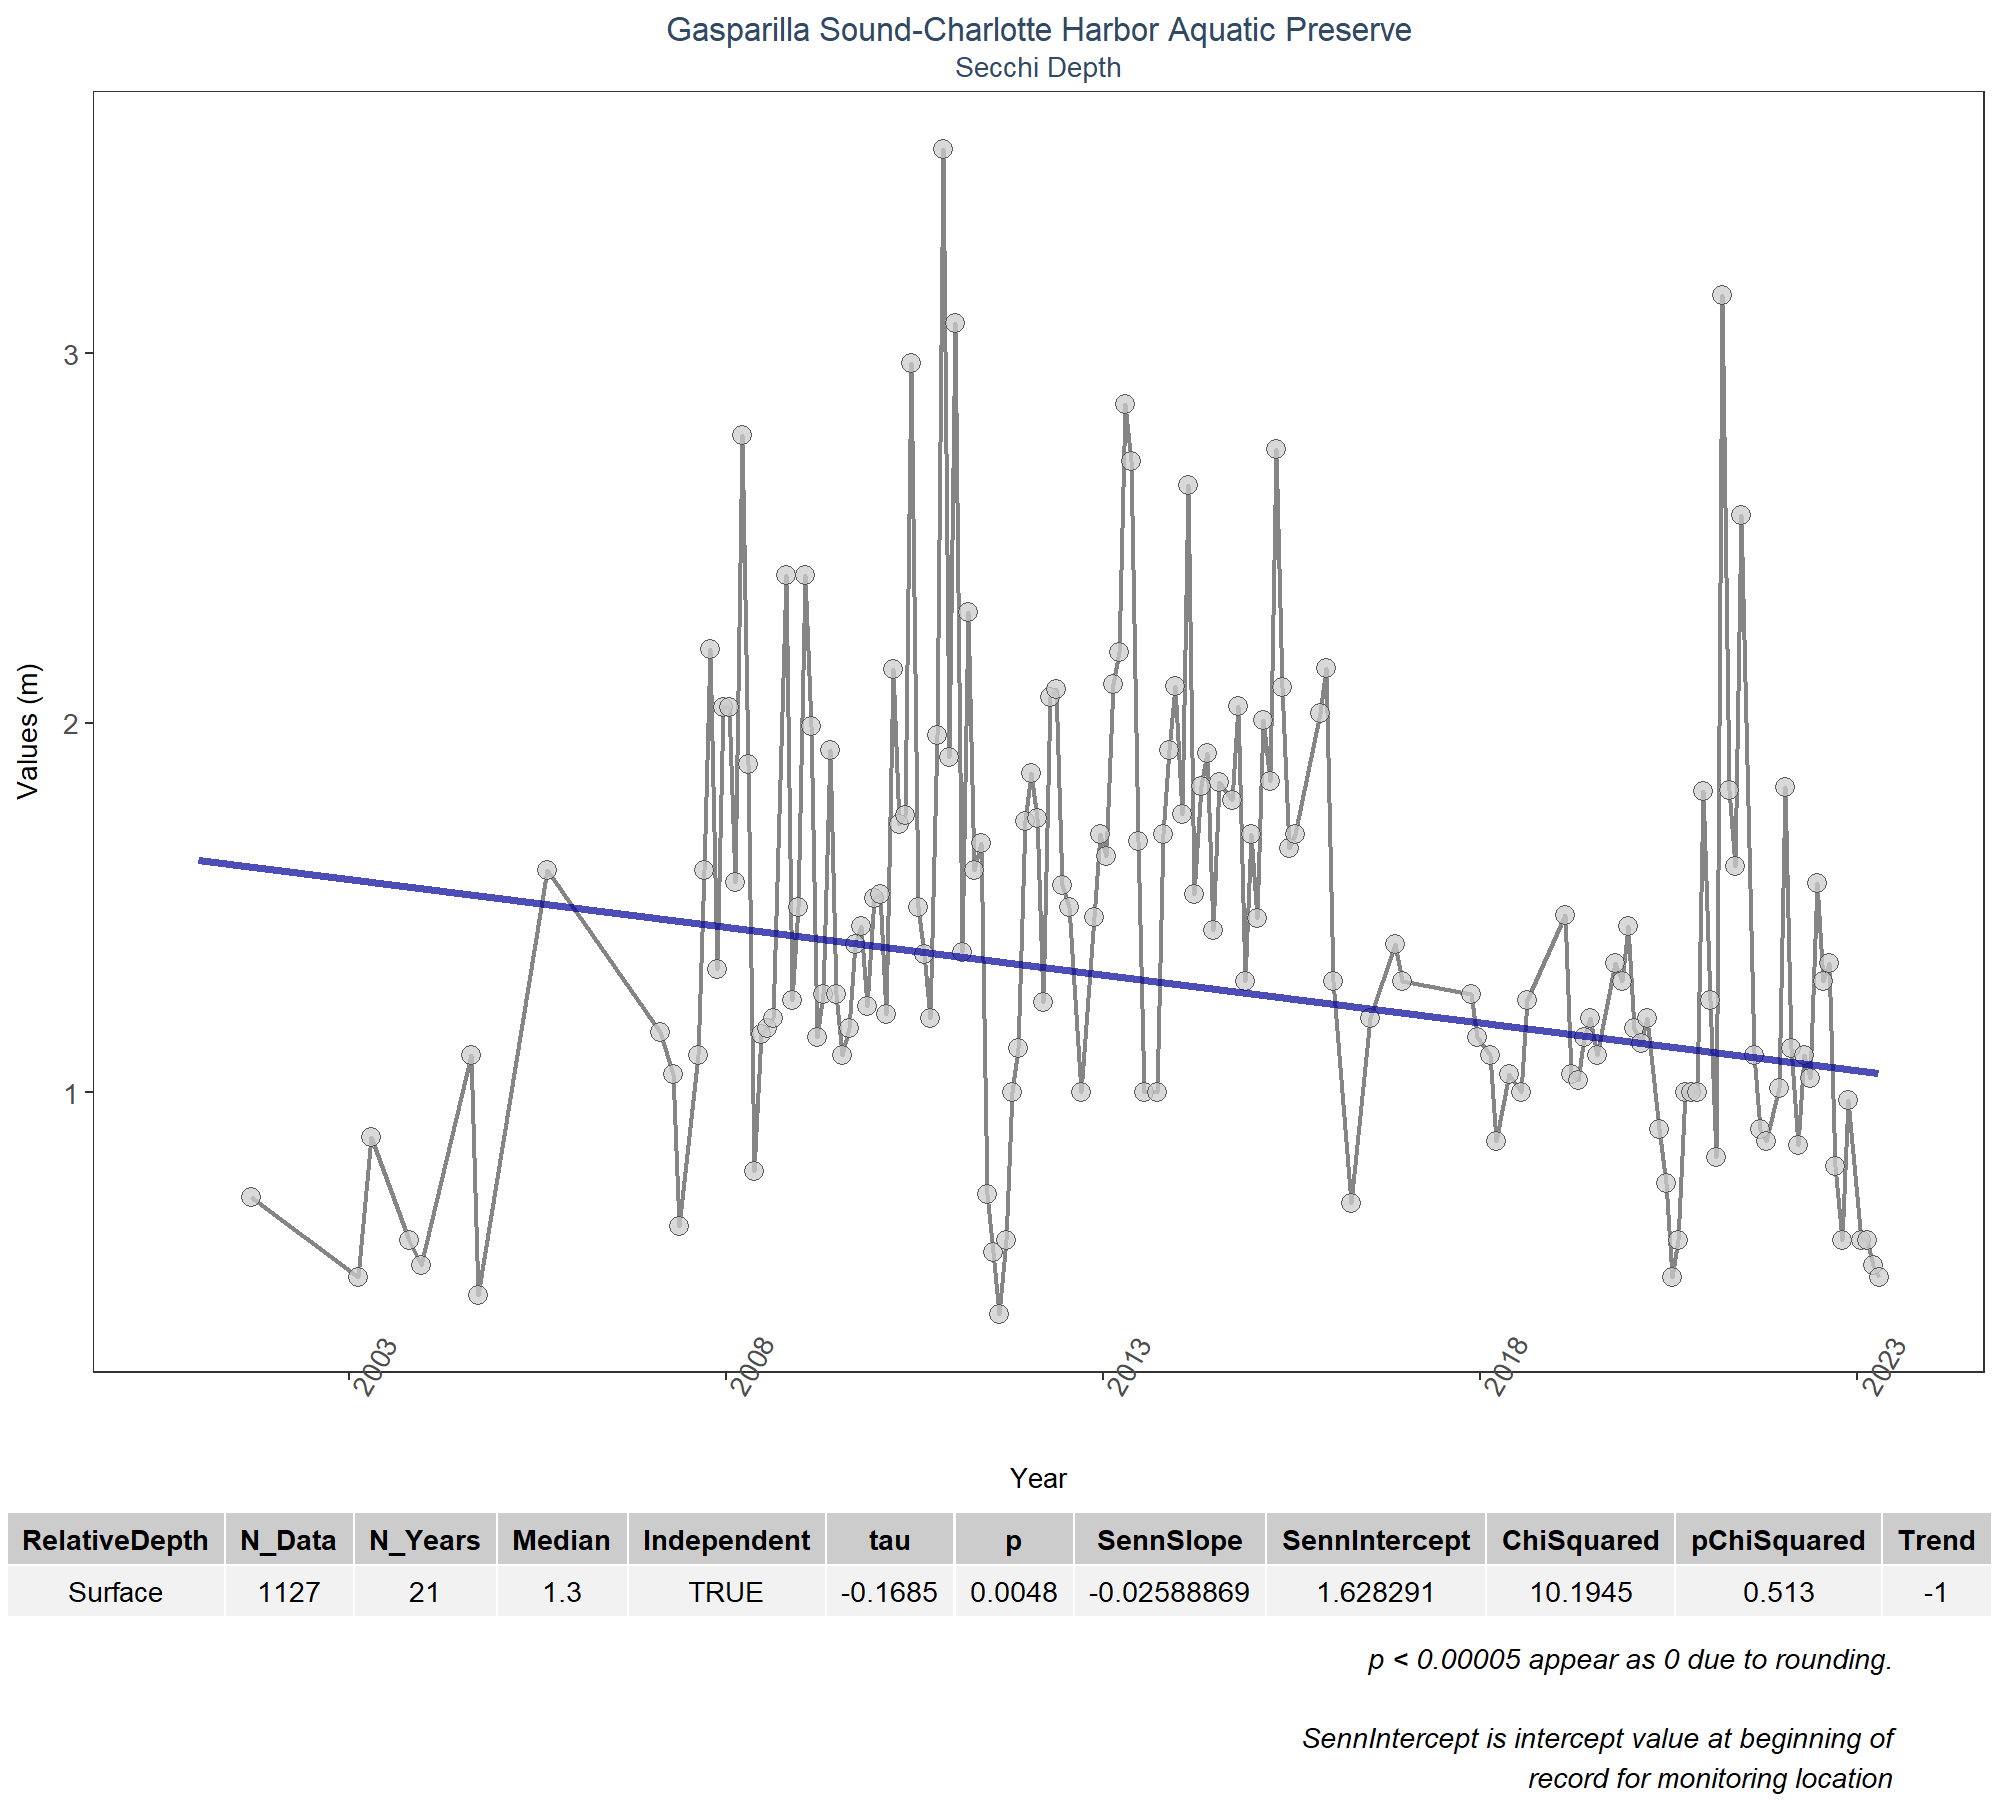 Gasparilla Sound-Charlotte Harbor Aquatic Preserve
Secchi Depth
Values (m)
3
2
1
2003
2008
2013
2018
2023
Year
RelativeDepth N_Data N_Years Median Independent tau p SennSlope SennIntercept ChiSquared pChiSquared Trend
Surface 1127 21 1.3 TRUE -0.1685 0.0048 -0.02588869 1.628291 10.1945 0.513 -1
p < 0.00005 appear as 0 due to rounding.
SennIntercept is intercept value at beginning of
record for monitoring location